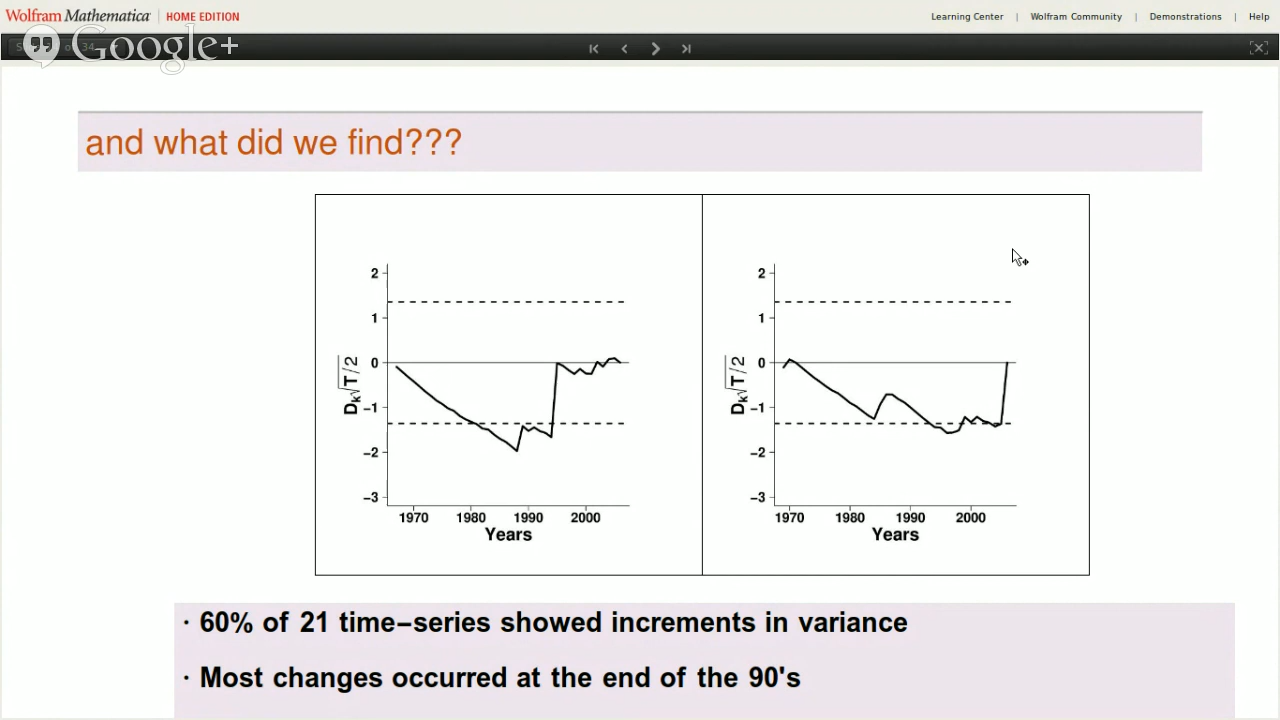 Wolfram Mathematica | HOME EDITION
Learning Center | Wolfram Community | Demonstrations | Help
Google+
34
and what did we find???
2
1
0
−1
−2
−3
Dk√T/2
1970 1980 1990 2000
Years
2
1
0
−1
−2
−3
Dk√T/2
1970 1980 1990 2000
Years
· 60% of 21 time−series showed increments in variance
· Most changes occurred at the end of the 90's